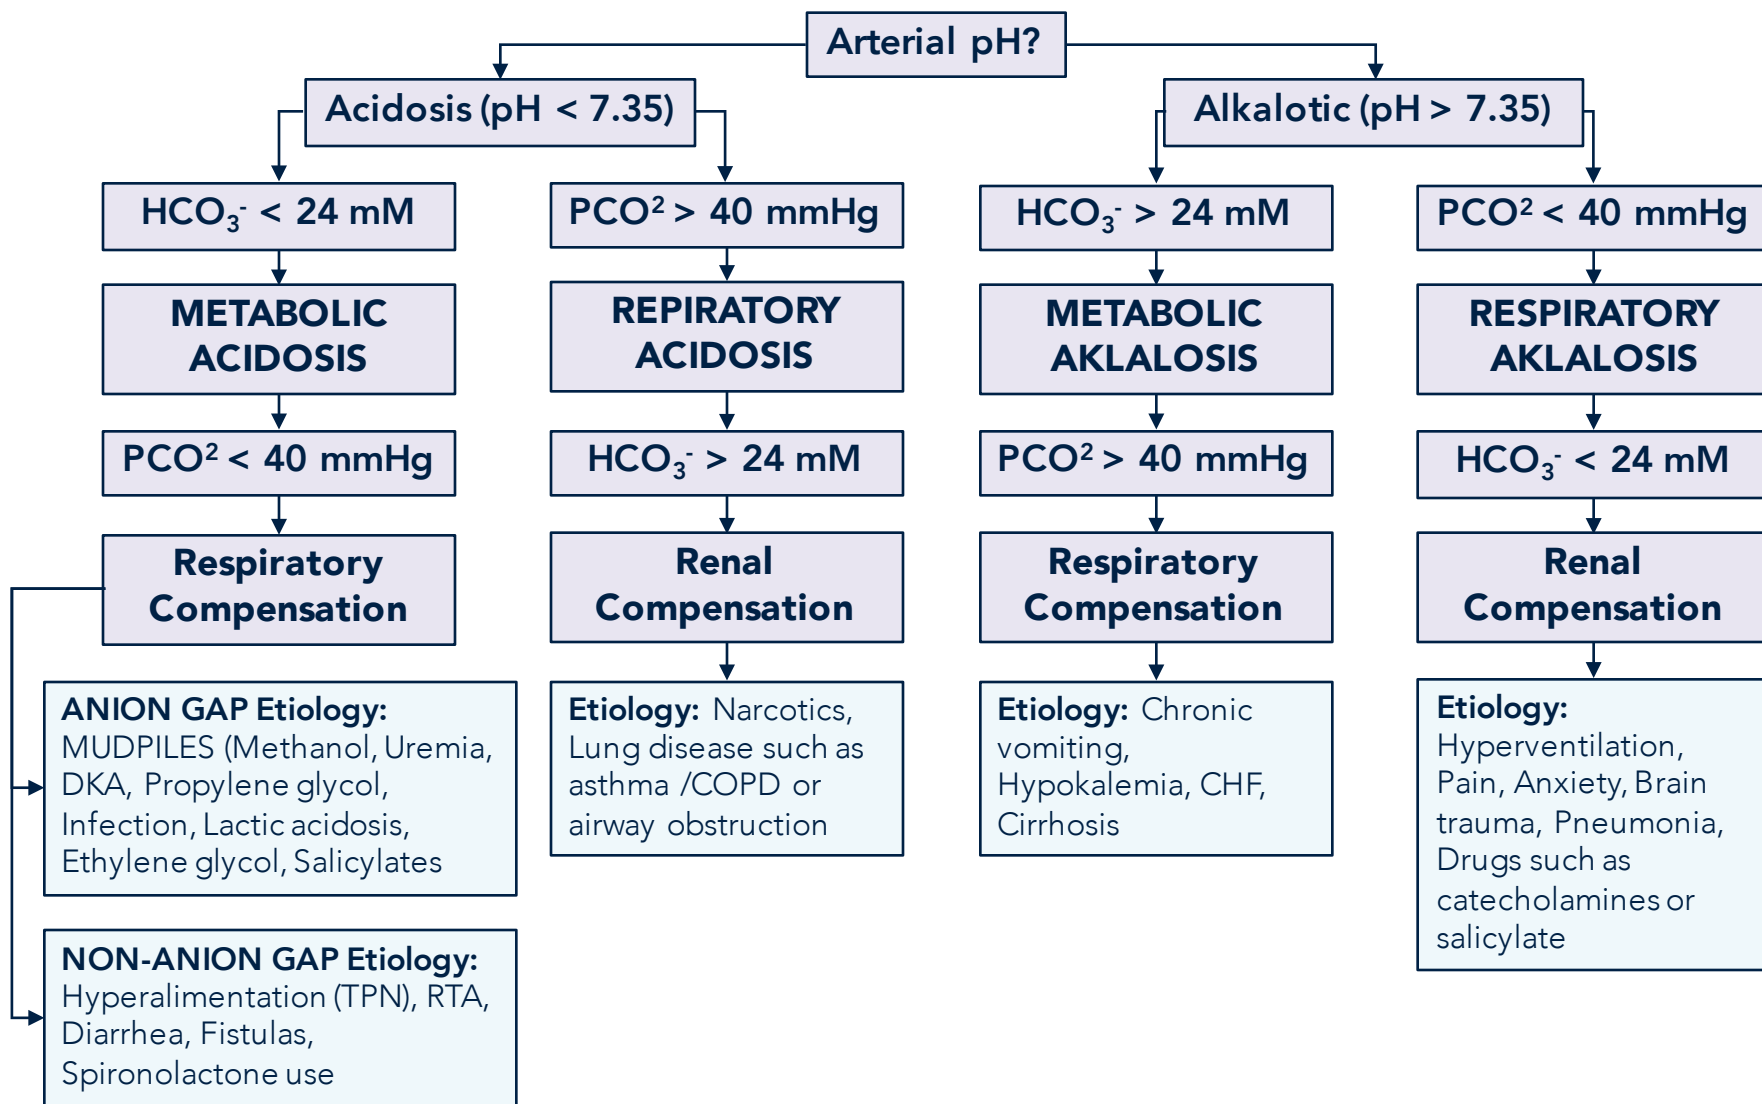 Arterial pH?
Acidosis (pH < 7.35)
Alkalotic (pH > 7.35)
HCO₃⁻ < 24 mM
PCO² > 40 mmHg
HCO₃⁻ > 24 mM
PCO² < 40 mmHg
METABOLIC
ACIDOSIS
REPIRATORY
ACIDOSIS
METABOLIC
AKLALOSIS
RESPIRATORY
AKLALOSIS
PCO² < 40 mmHg
HCO₃⁻ > 24 mM
PCO² > 40 mmHg
HCO₃⁻ < 24 mM
Respiratory
Compensation
Renal
Compensation
Respiratory
Compensation
Renal
Compensation
ANION GAP Etiology:
MUDPILES (Methanol, Uremia,
DKA, Propylene glycol,
Infection, Lactic acidosis,
Ethylene glycol, Salicylates
Etiology: Narcotics,
Lung disease such as
asthma /COPD or
airway obstruction
Etiology: Chronic
vomiting,
Hypokalemia, CHF,
Cirrhosis
Etiology:
Hyperventilation,
Pain, Anxiety, Brain
trauma, Pneumonia,
Drugs such as
catecholamines or
salicylate
NON-ANION GAP Etiology:
Hyperalimentation (TPN), RTA,
Diarrhea, Fistulas,
Spironolactone use